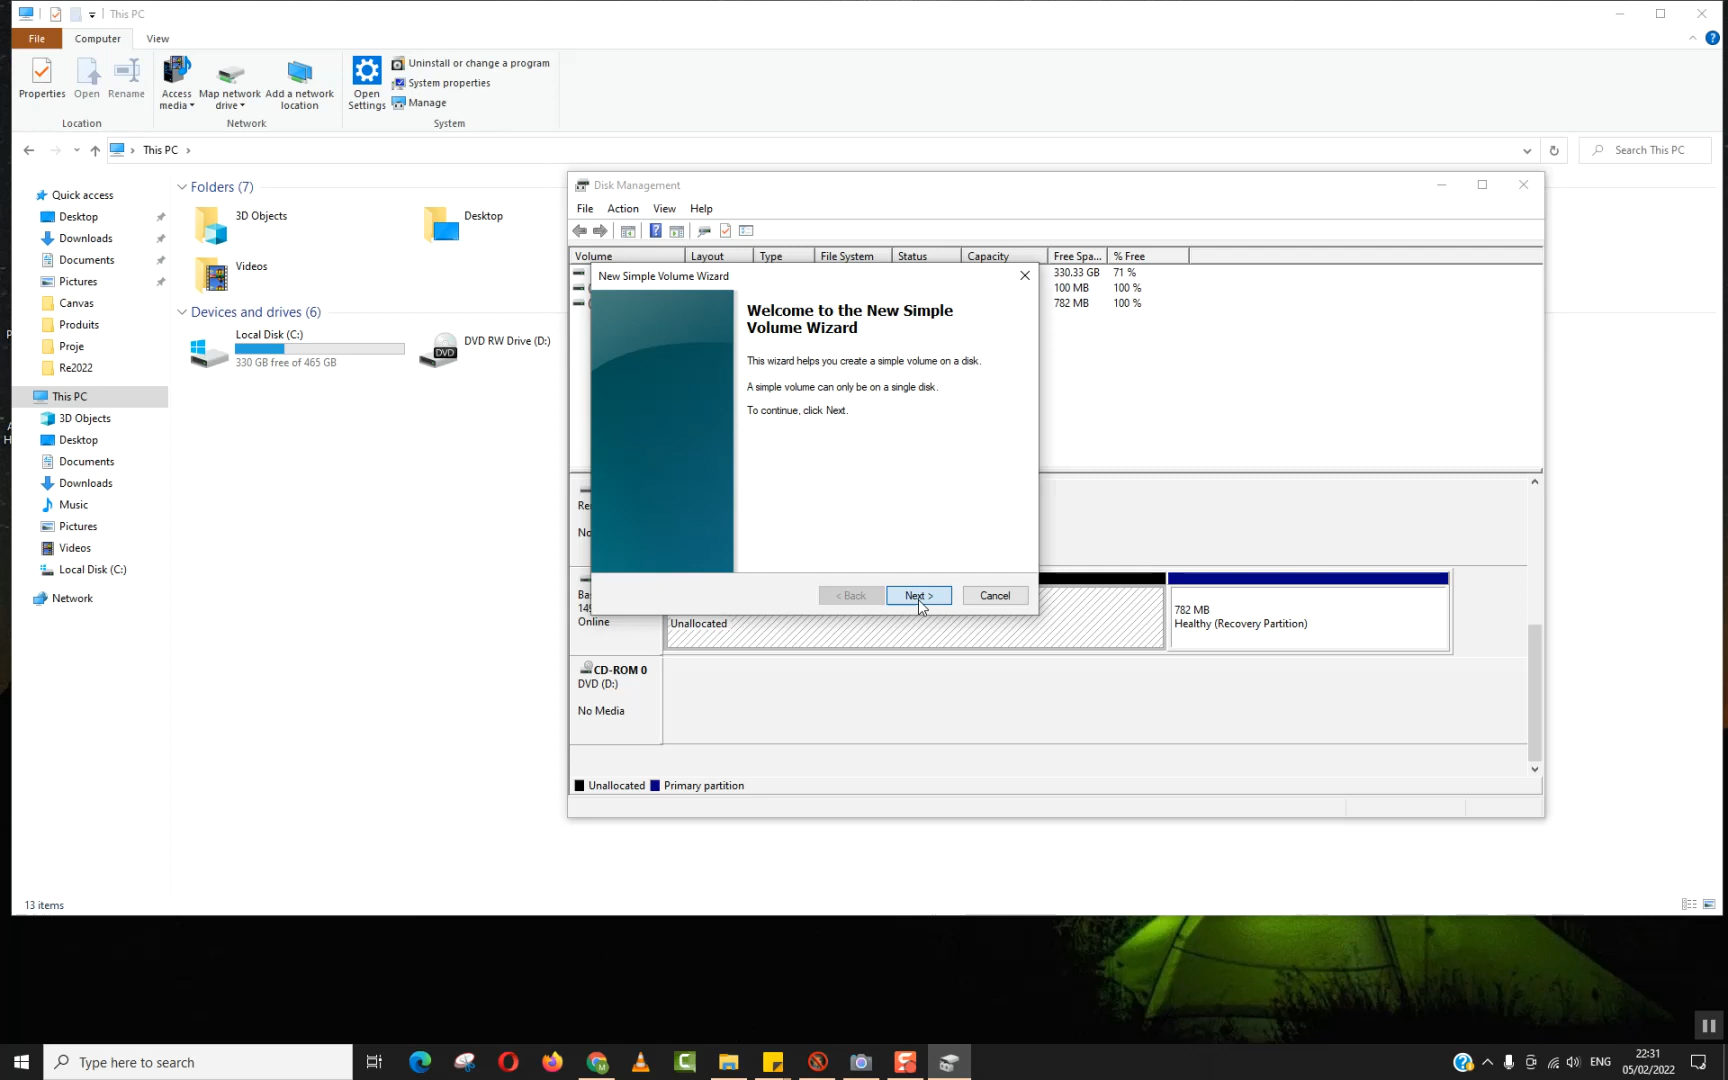 This PC
File
Computer
View
Properties
Open
Rename
Access media
Map network drive
Add a network location
Open Settings
Uninstall or change a program
System properties
Manage
Location
Network
System
This PC
Search This PC
Quick access
Desktop
Downloads
Documents
Pictures
Canvas
Produits
Proje
Re2022
This PC
3D Objects
Desktop
Documents
Downloads
Music
Pictures
Videos
Local Disk (C:)
Network
Folders (7)
3D Objects
Desktop
Videos
Devices and drives (6)
Local Disk (C:)
330 GB free of 465 GB
DVD RW Drive (D:)
DVD
Disk Management
File Action View Help
Volume Layout Type File System Status Capacity Free Spa... % Free
330.33 GB 71 %
100 MB 100 %
782 MB 100 %
New Simple Volume Wizard
Welcome to the New Simple
Volume Wizard
This wizard helps you create a simple volume on a disk.
A simple volume can only be on a single disk.
To continue, click Next.
< Back
Next >
Cancel
Online
Unallocated
782 MB
Healthy (Recovery Partition)
CD-ROM 0
DVD (D:)
No Media
Unallocated
Primary partition
13 items
Type here to search
ENG
22:31
05/02/2022